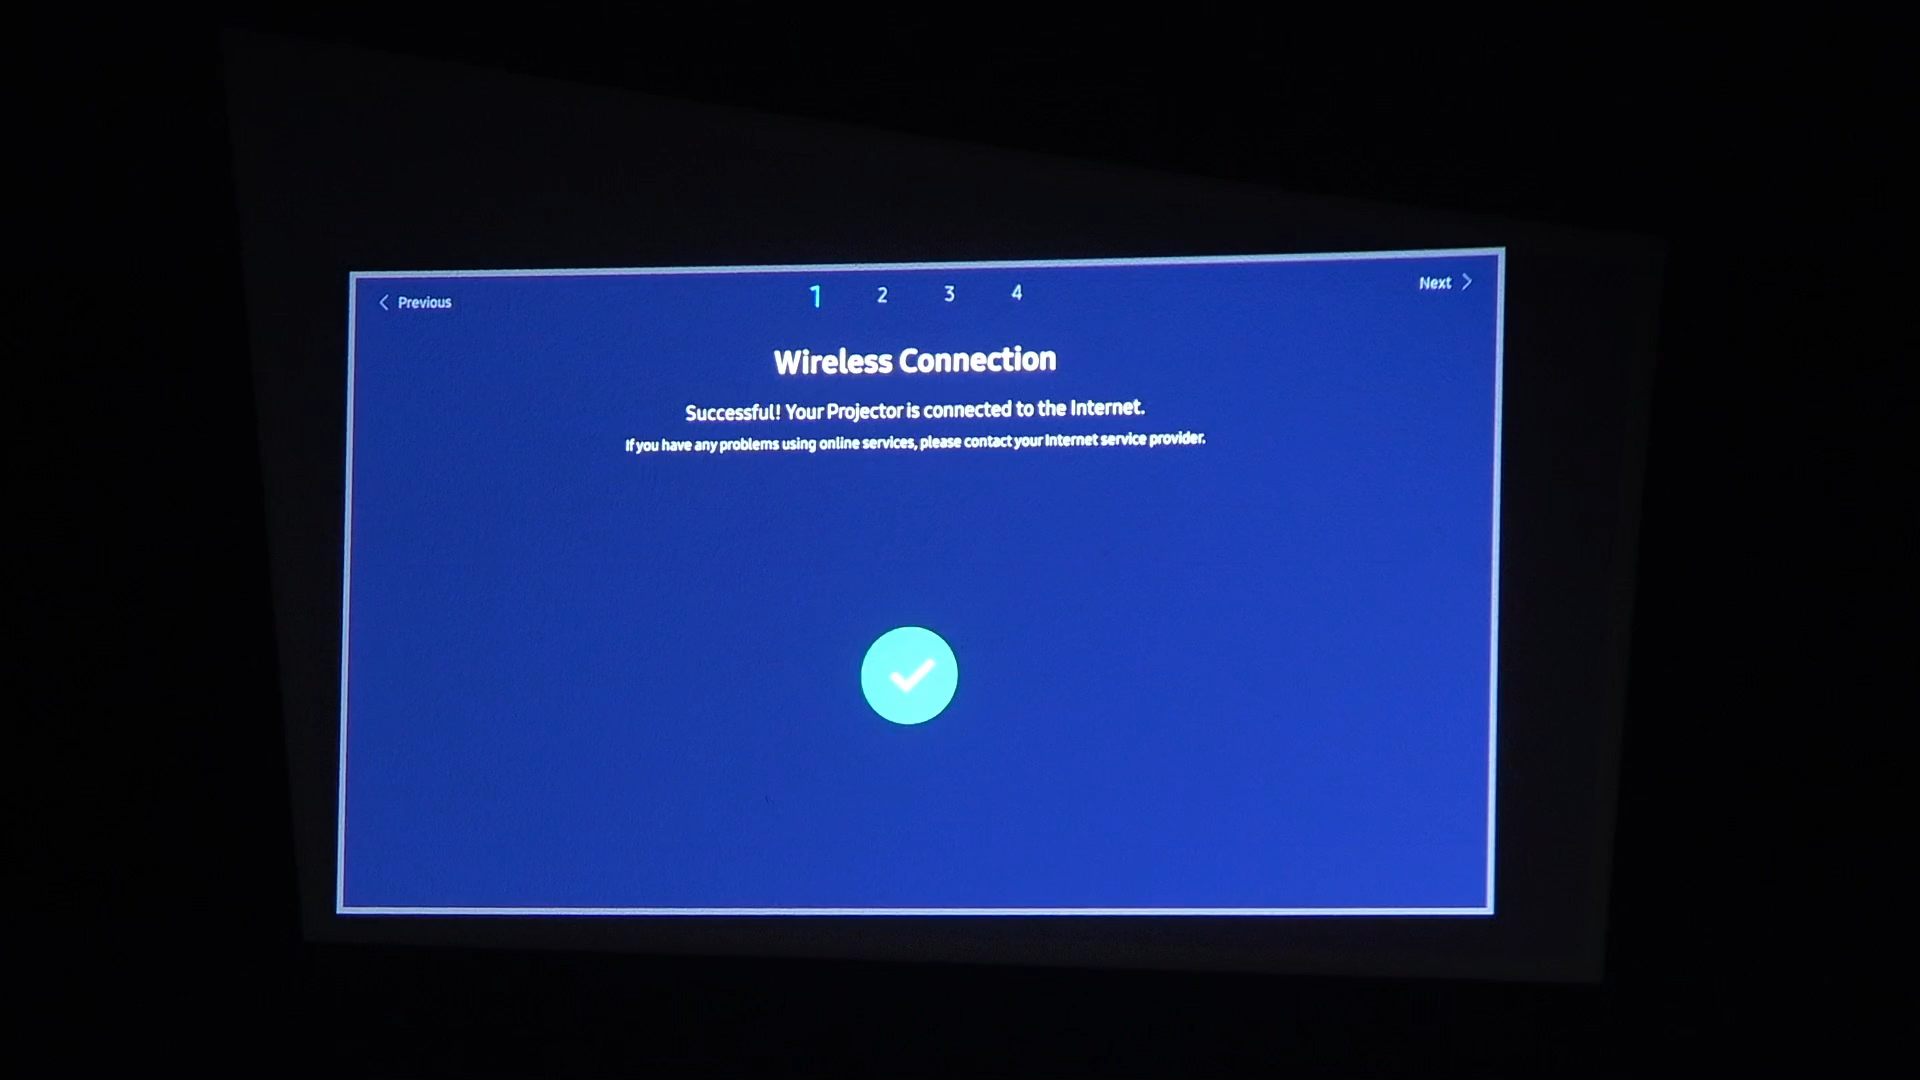 Previous
1 2 3 4
Next
Wireless Connection
Successful! Your Projector is connected to the Internet.
If you have any problems using online services, please contact your Internet service provider.